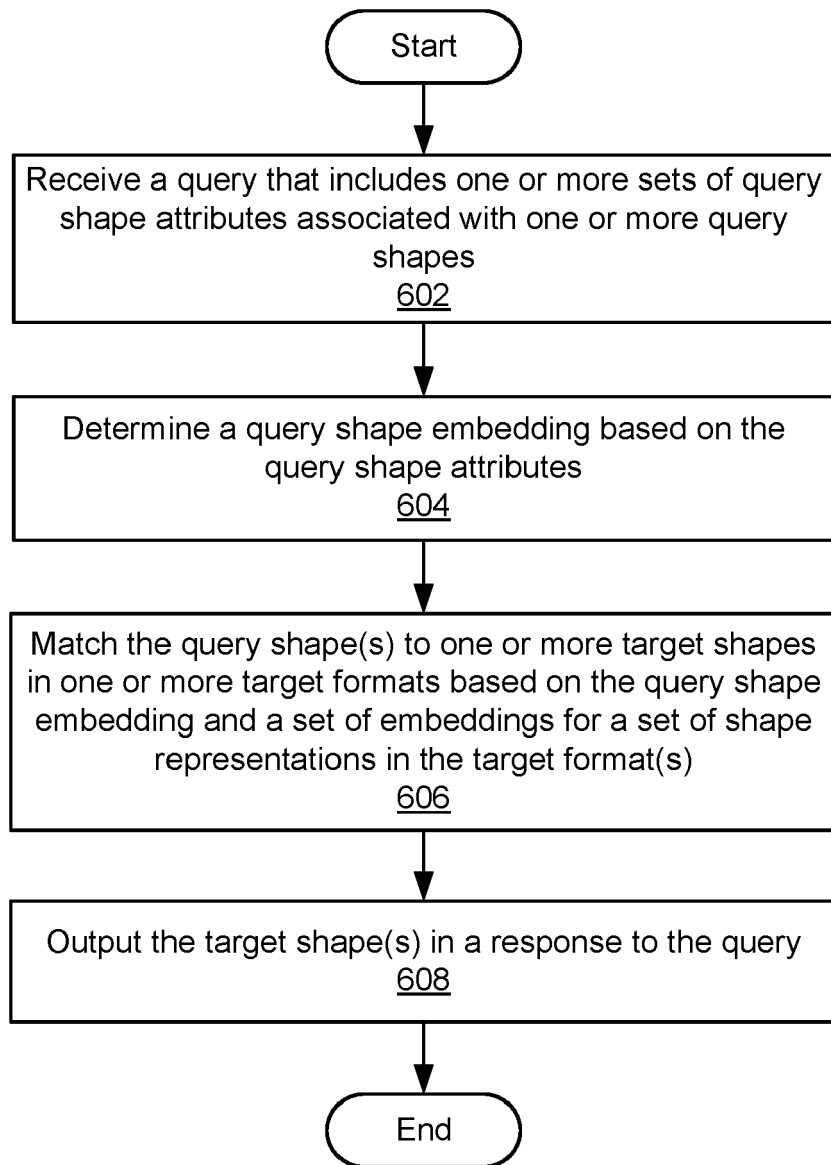 Start
Receive a query that includes one or more sets of query
shape attributes associated with one or more query
shapes
602
Determine a query shape embedding based on the
query shape attributes
604
Match the query shape(s) to one or more target shapes
in one or more target formats based on the query shape
embedding and a set of embeddings for a set of shape
representations in the target format(s)
606
Output the target shape(s) in a response to the query
608
End